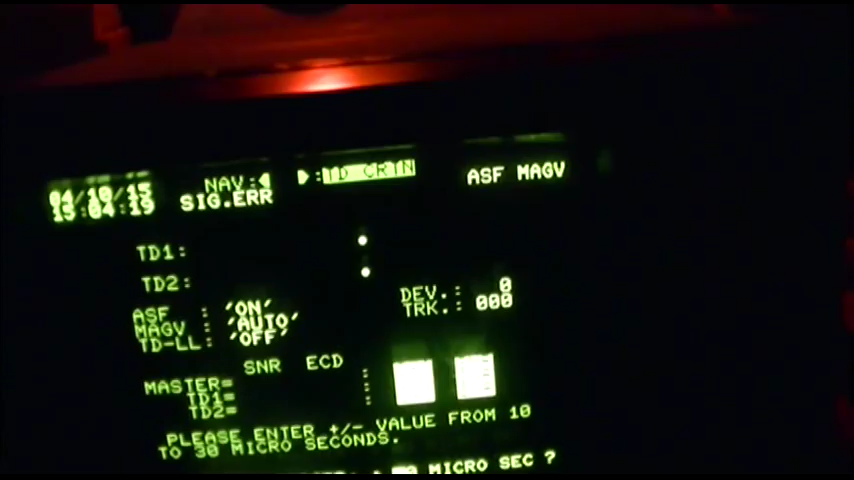 04/10/15 NAV: SIG.ERR :TD CRTN ASF MAGV
15:04:19
TD1:
TD2:
ASF : 'ON' DEV.: 0
MAGV : 'AUTO' TRK.: 000
TD-LL: 'OFF'
SNR ECD
MASTER=
TD1=
TD2=
PLEASE ENTER +/- VALUE FROM 10
TO 30 MICRO SECONDS.
MICRO SEC ?